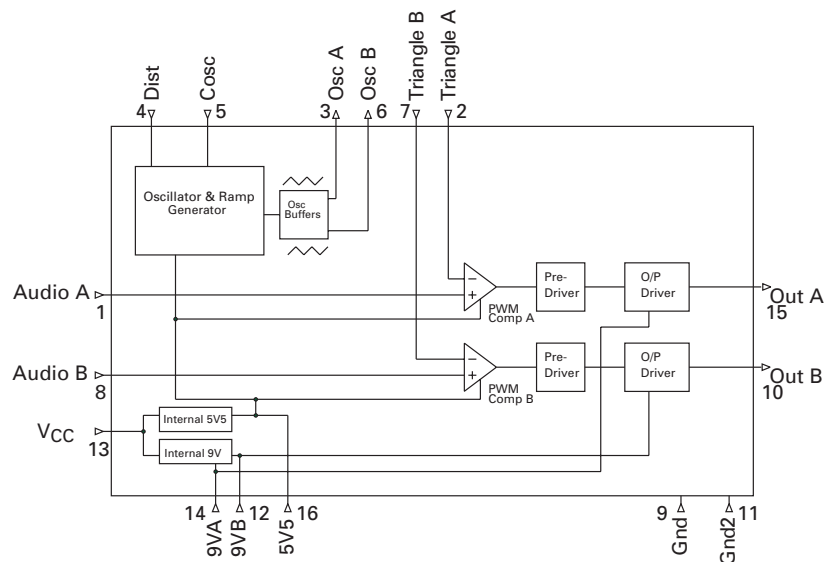 Dist
Cosc
Osc A
Osc B
Triangle B
Triangle A
4
5
3
6
7
2
Oscillator & Ramp
Generator
Osc
Buffers
Audio A
1
−
+
PWM
Comp A
Pre-
Driver
O/P
Driver
Out A
15
Audio B
8
−
+
PWM
Comp B
Pre-
Driver
O/P
Driver
Out B
10
VCC
13
Internal 5V5
Internal 9V
14
12
16
9
11
9VA
9VB
5V5
Gnd
Gnd2